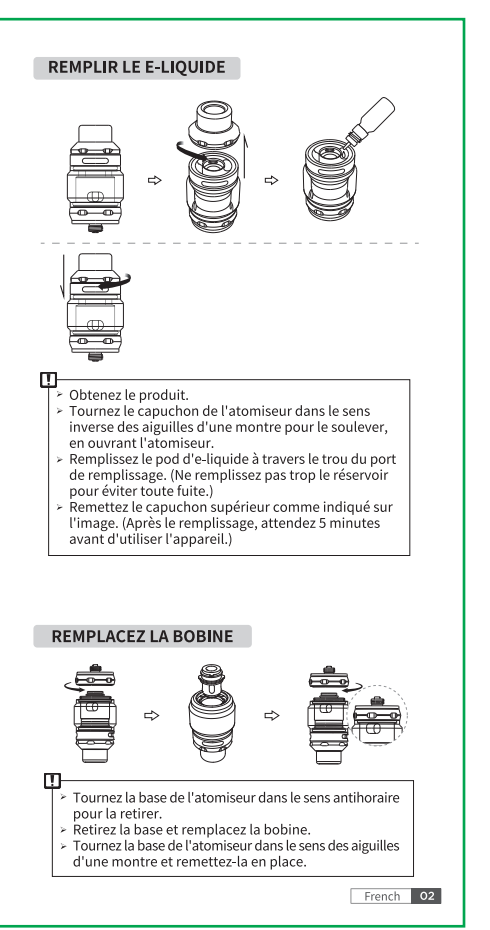 REMPLIR LE E-LIQUIDE
➢ Obtenez le produit.
➢ Tournez le capuchon de l'atomiseur dans le sens
inverse des aiguilles d'une montre pour le soulever,
en ouvrant l'atomiseur.
➢ Remplissez le pod d'e-liquide à travers le trou du port
de remplissage. (Ne remplissez pas trop le réservoir
pour éviter toute fuite.)
➢ Remettez le capuchon supérieur comme indiqué sur
l'image. (Après le remplissage, attendez 5 minutes
avant d'utiliser l'appareil.)
REMPLACEZ LA BOBINE
➢ Tournez la base de l'atomiseur dans le sens antihoraire
pour la retirer.
➢ Retirez la base et remplacez la bobine.
➢ Tournez la base de l'atomiseur dans le sens des aiguilles
d'une montre et remettez-la en place.
French 02